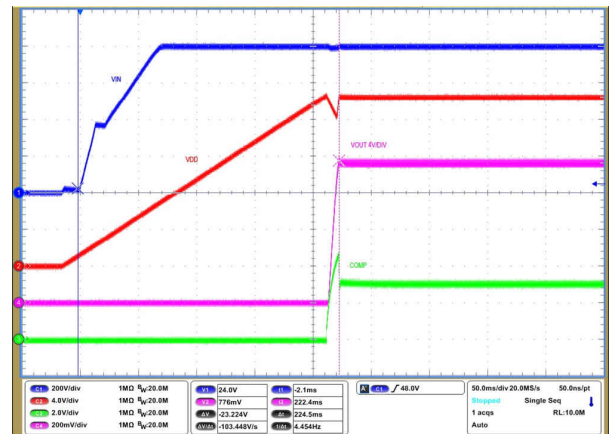 VIN
VDD
VOUT 4V/DIV
COMP
1
2
4
3
C1 200V/div 1MΩ BW:20.0M
C2 4.0V/div 1MΩ BW:20.0M
C3 2.0V/div 1MΩ BW:20.0M
C4 200mV/div 1MΩ BW:20.0M
V1 24.0V t1 -2.1ms
V2 776mV t2 222.4ms
ΔV -23.224V Δt 224.5ms
ΔV/Δt -103.448V/s 1/Δt 4.454Hz
A' C1 48.0V
50.0ms/div 20.0MS/s 50.0ns/pt
Stopped Single Seq
1 acqs RL:10.0M
Auto